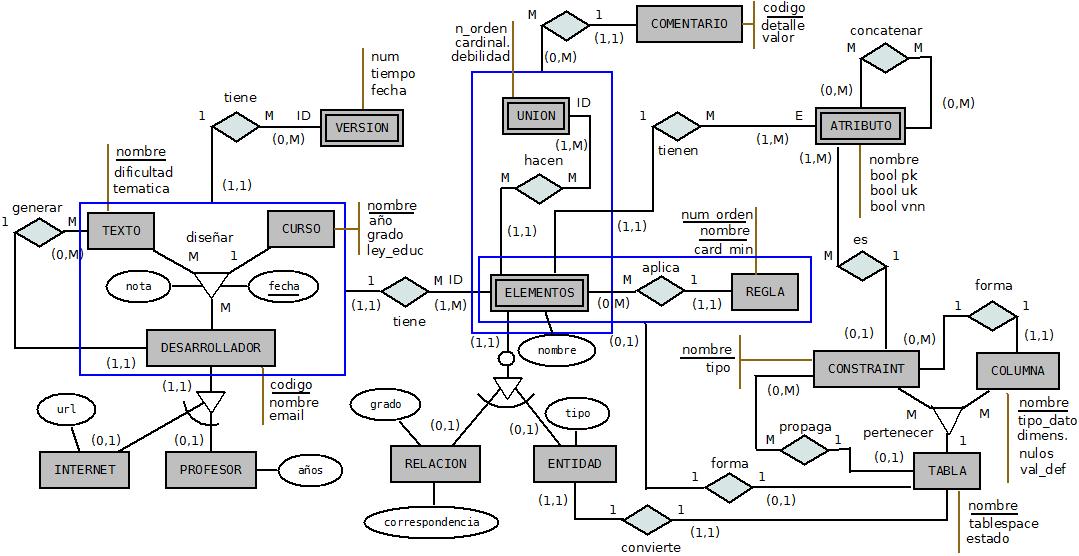 M
1
(1,1)
(0,M)
COMENTARIO
codigo
detalle
valor
n_orden
cardinal.
debilidad
num
tiempo
fecha
concatenar
M
M
(0,M)
(0,M)
tiene
1
M
ID
(0,M)
VERSION
(1,1)
UNION
ID
(1,M)
hacen
M
M
(1,1)
1
M
E
tienen
(1,M)
(1,1)
ATRIBUTO
(1,M)
nombre
bool pk
bool uk
bool vnn
nombre
dificultad
tematica
generar
1
M
(0,M)
TEXTO
CURSO
nombre
año
grado
ley_educ
diseñar
M
1
nota
fecha
M
DESARROLLADOR
(1,1)
1
M
ID
(1,1)
(1,M)
tiene
ELEMENTOS
nombre
(1,1)
M
aplica
1
(0,M)
(1,1)
num_orden
nombre
card_min
REGLA
(0,1)
es
M
1
(0,1)
forma
1
1
(0,M)
(1,1)
nombre
tipo
CONSTRAINT
COLUMNA
nombre
tipo_dato
dimens.
nulos
val_def
(0,M)
M
M
pertenecer
1
propaga
M
1
(0,1)
TABLA
nombre
tablespace
estado
(1,1)
codigo
nombre
email
url
(0,1)
(0,1)
INTERNET
PROFESOR
años
grado
tipo
(0,1)
(0,1)
RELACION
ENTIDAD
correspondencia
(1,1)
forma
1
1
(0,1)
1
1
(1,1)
convierte